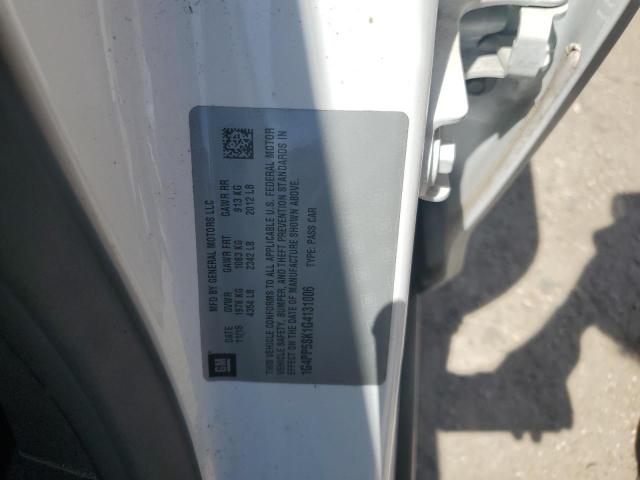 MFD BY GENERAL MOTORS LLC
DATE GVWR GAWR FRT GAWR RR
11/15 1976 KG 1063 KG 913 KG
4354 LB 2342 LB 2012 LB
GM
THIS VEHICLE CONFORMS TO ALL APPLICABLE U.S. FEDERAL MOTOR
VEHICLE SAFETY, BUMPER, AND THEFT PREVENTION STANDARDS IN
EFFECT ON THE DATE OF MANUFACTURE SHOWN ABOVE.
1G4PP5SK1G4131006 TYPE: PASS CAR